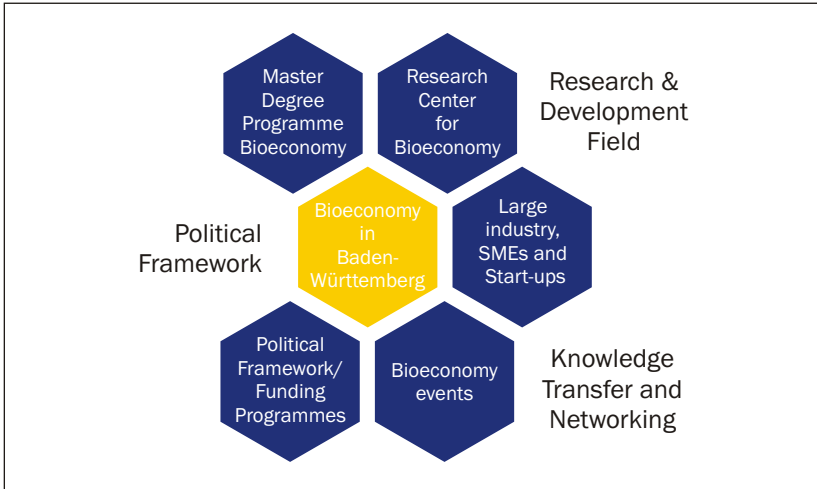 Master
Degree
Programme
Bioeconomy
Research
Center
for
Bioeconomy
Research &
Development
Field
Political
Framework
Bioeconomy
in
Baden-
Württemberg
Large
industry,
SMEs and
Start-ups
Political
Framework/
Funding
Programmes
Bioeconomy
events
Knowledge
Transfer and
Networking